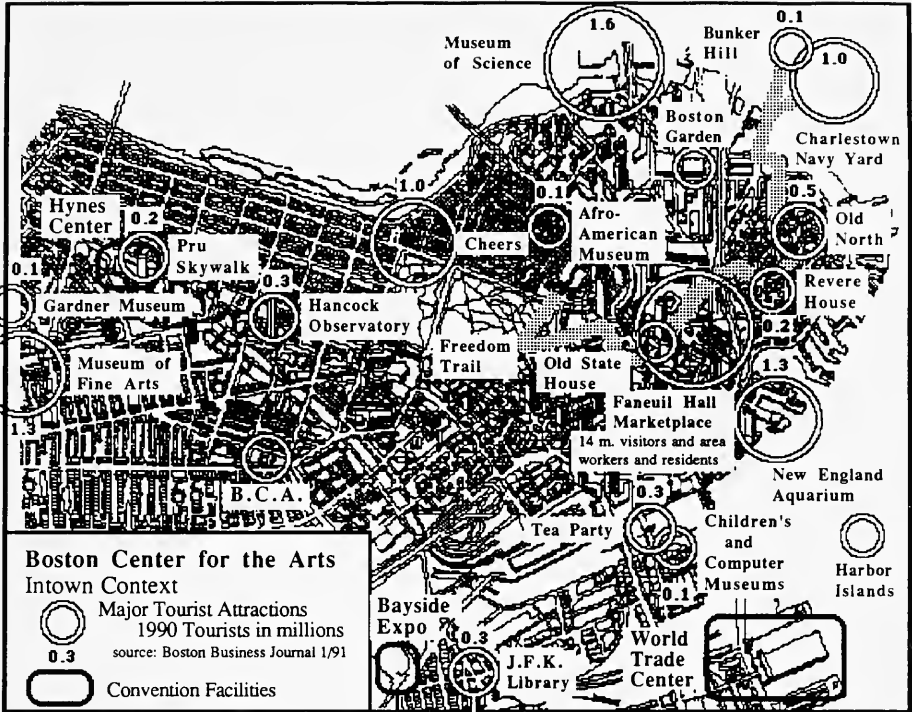 1.6
Museum
of Science
Bunker
Hill
0.1
1.0
Boston
Garden
Charlestown
Navy Yard
Hynes
Center
0.2
Pru
Skywalk
1.0
Cheers
0.1
Afro-
American
Museum
0.5
Old
North
0.1
Gardner Museum
0.3
Hancock
Observatory
Revere
House
0.2
Museum of
Fine Arts
1.3
Freedom
Trail
Old State
House
Faneuil Hall
Marketplace
14 m. visitors and area
workers and residents
1.3
New England
Aquarium
B.C.A.
0.3
Tea Party
Children's
and
Computer
Museums
0.1
Harbor
Islands
Boston Center for the Arts
Intown Context
Major Tourist Attractions
1990 Tourists in millions
source: Boston Business Journal 1/91
0.3
Convention Facilities
Bayside
Expo
0.3
J.F.K.
Library
World
Trade
Center